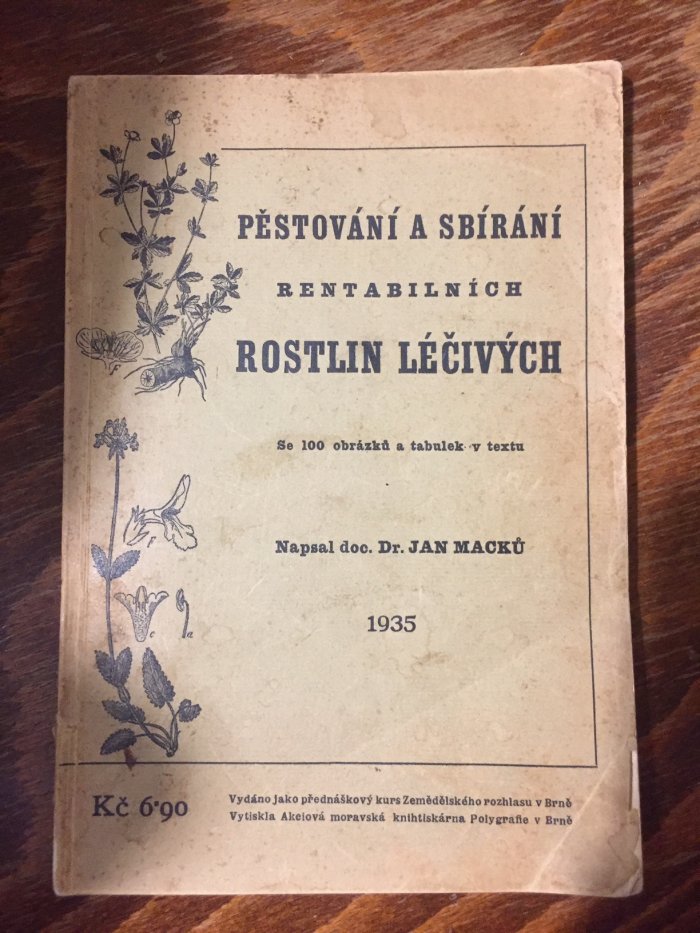 PĚSTOVÁNÍ A SBÍRÁNÍ
RENTABILNÍCH
ROSTLIN LÉČIVÝCH
Se 100 obrázků a tabulek v textu
Napsal doc. Dr. JAN MACKŮ
1935
Kč 6·90
Vydáno jako přednáškový kurs Zemědělského rozhlasu v Brně
Vytiskla Akciová moravská knihtiskárna Polygrafie v Brně